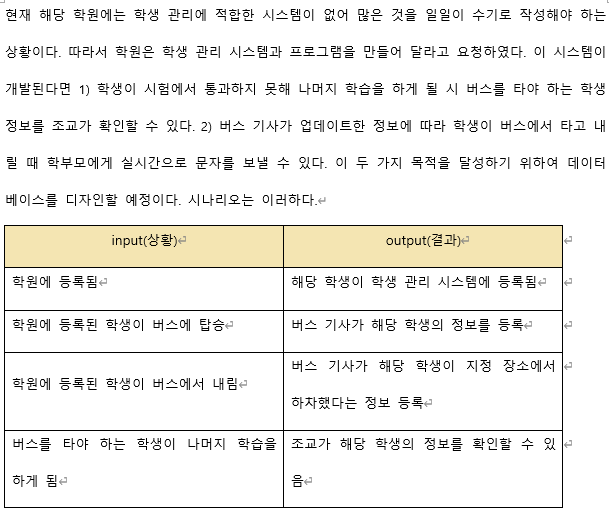 현재 해당 학원에는 학생 관리에 적합한 시스템이 없어 많은 것을 일일이 수기로 작성해야 하는
상황이다. 따라서 학원은 학생 관리 시스템과 프로그램을 만들어 달라고 요청하였다. 이 시스템이
개발된다면 1) 학생이 시험에서 통과하지 못해 나머지 학습을 하게 될 시 버스를 타야 하는 학생
정보를 조교가 확인할 수 있다. 2) 버스 기사가 업데이트한 정보에 따라 학생이 버스에서 타고 내
릴 때 학부모에게 실시간으로 문자를 보낼 수 있다. 이 두 가지 목적을 달성하기 위하여 데이터
베이스를 디자인할 예정이다. 시나리오는 이러하다.
input(상황) output(결과)
학원에 등록됨 해당 학생이 학생 관리 시스템에 등록됨
학원에 등록된 학생이 버스에 탑승 버스 기사가 해당 학생의 정보를 등록
학원에 등록된 학생이 버스에서 내림
버스 기사가 해당 학생이 지정 장소에서
하차했다는 정보 등록
버스를 타야 하는 학생이 나머지 학습을
하게 됨
조교가 해당 학생의 정보를 확인할 수 있
음